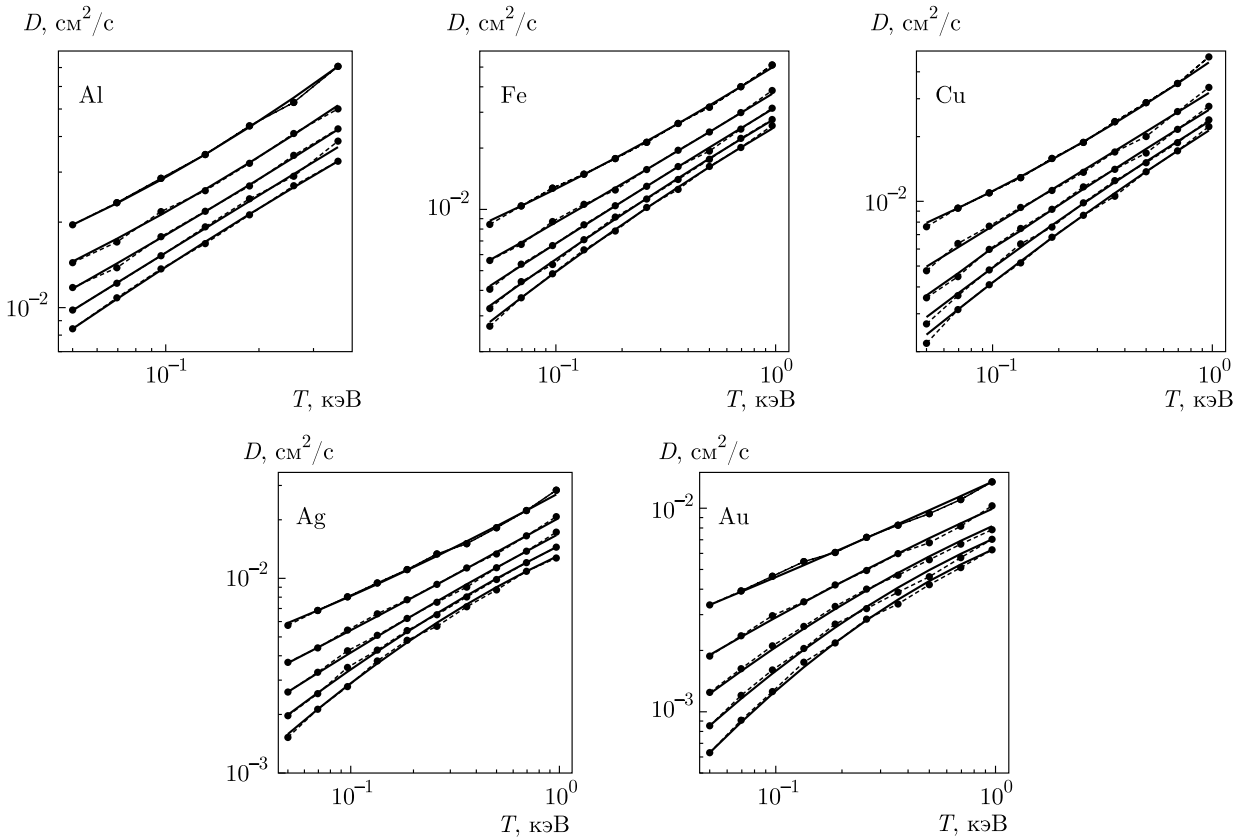 D, см²/с
D, см²/с
D, см²/с
Al
Fe
Cu
10⁻²
10⁻²
10⁻²
10⁻¹
10⁻¹
10⁰
10⁻¹
10⁰
T, кэВ
T, кэВ
T, кэВ
D, см²/с
D, см²/с
Ag
Au
10⁻²
10⁻²
10⁻³
10⁻³
10⁻¹
10⁰
10⁻¹
10⁰
T, кэВ
T, кэВ